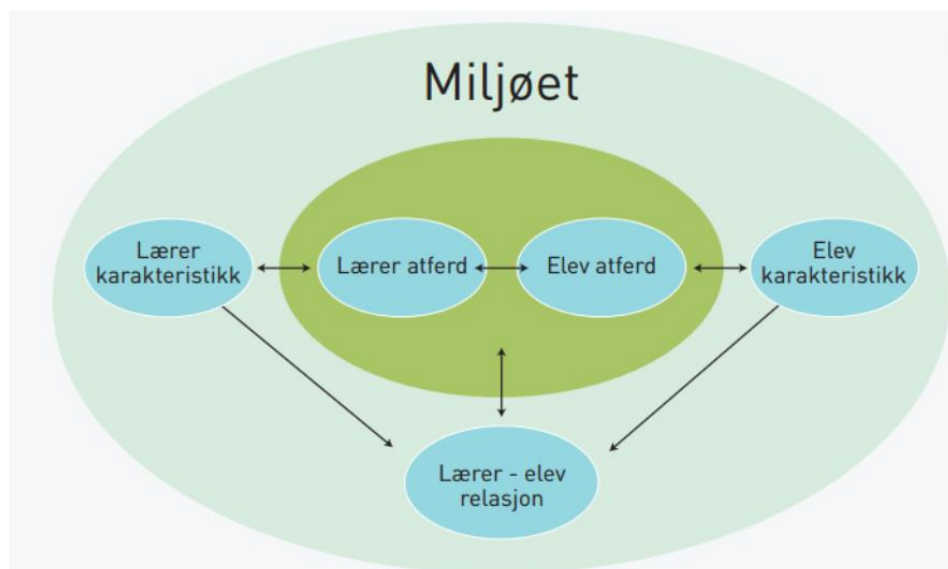 Miljøet
Lærer
karakteristikk
Lærer atferd
Elev atferd
Elev
karakteristikk
Lærer - elev
relasjon